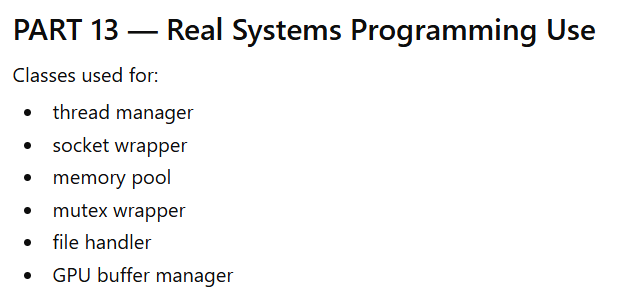 PART 13 — Real Systems Programming Use
Classes used for:
• thread manager
• socket wrapper
• memory pool
• mutex wrapper
• file handler
• GPU buffer manager